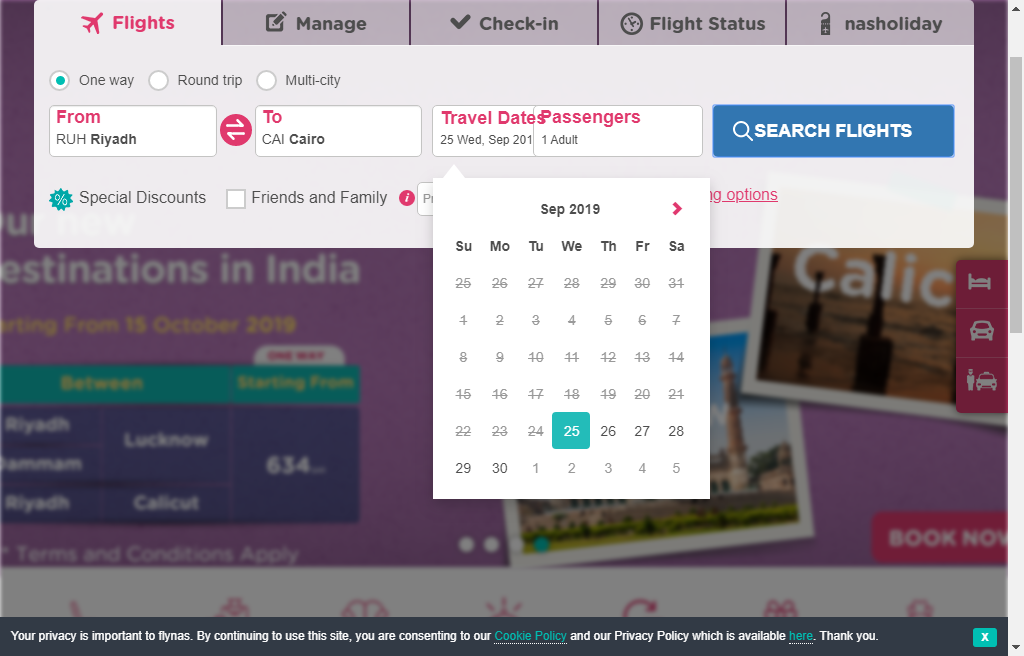 Flights
Manage
Check-in
Flight Status
nasholiday
One way
Round trip
Multi-city
From
RUH Riyadh
To
CAI Cairo
Travel Dates
25 Wed, Sep 201
Passengers
1 Adult
SEARCH FLIGHTS
Special Discounts
Friends and Family
ng options
Sep 2019
Su Mo Tu We Th Fr Sa
25 26 27 28 29 30 31
1 2 3 4 5 6 7
8 9 10 11 12 13 14
15 16 17 18 19 20 21
22 23 24 25 26 27 28
29 30 1 2 3 4 5
Our new
estinations in India
arting From 15 October 2019
ONE WAY
Between
Starting From
Riyadh
Dammam
Lucknow
634
Riyadh
Calicut
* Terms and Conditions Apply
Calic
BOOK NOW
Your privacy is important to flynas. By continuing to use this site, you are consenting to our Cookie Policy and our Privacy Policy which is available here. Thank you.
X